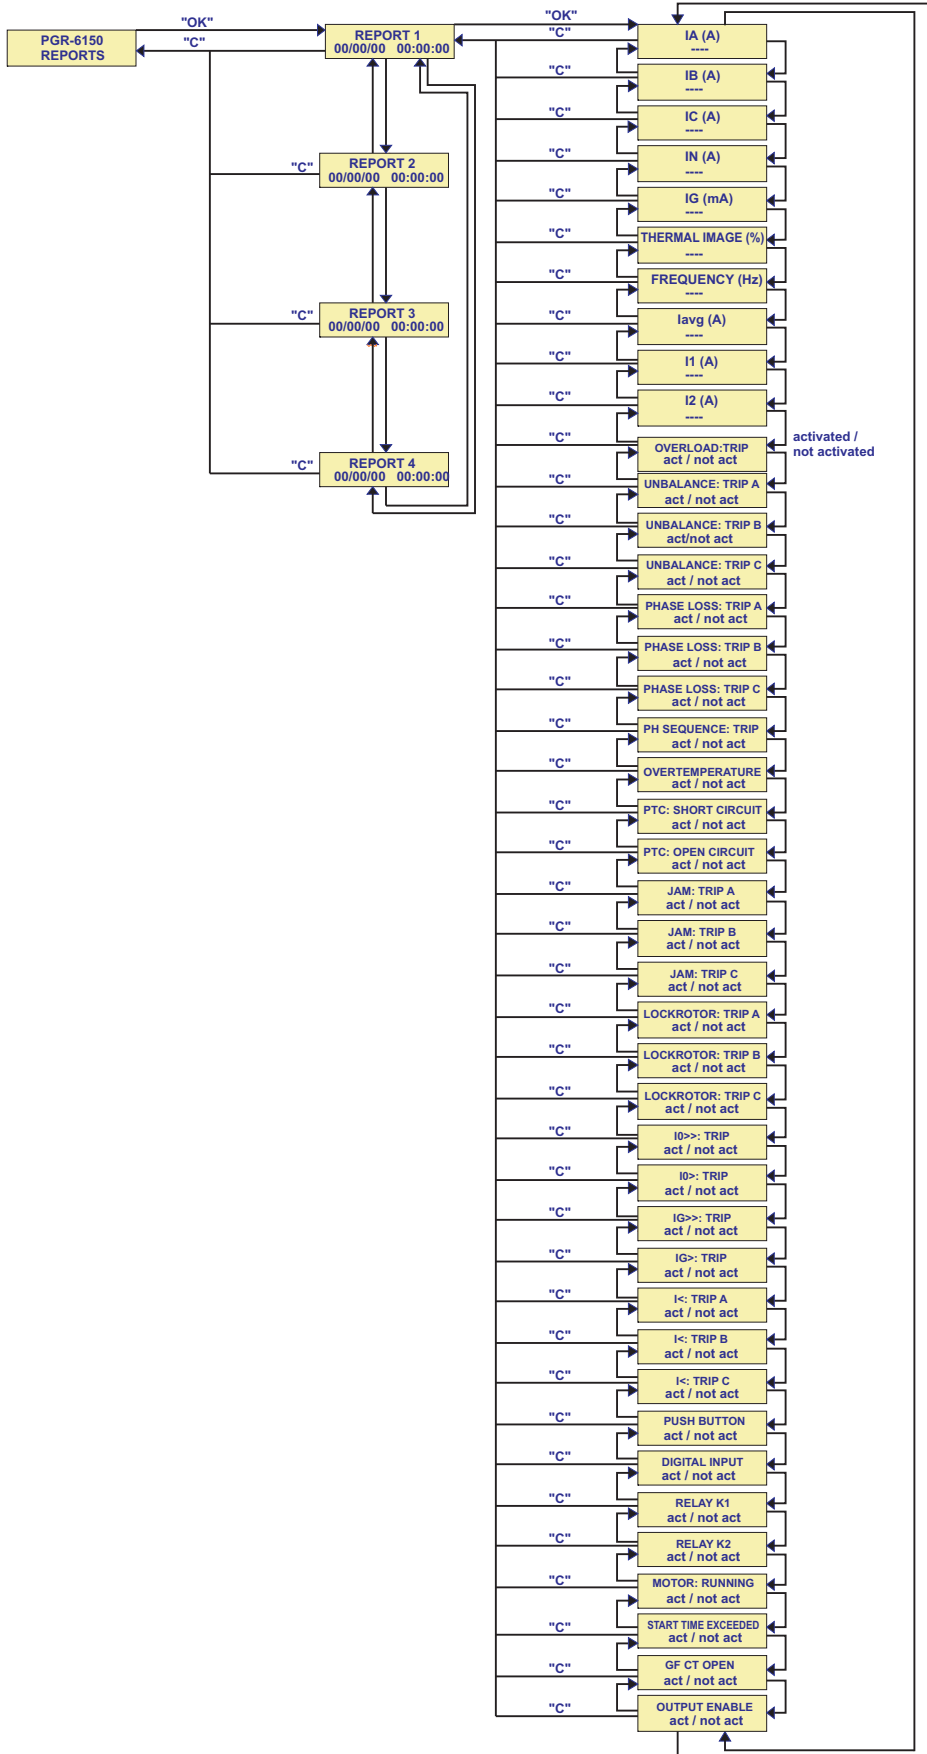 "OK"
PGR-6150
REPORTS
"C"
REPORT 1
00/00/00 00:00:00
"C"
REPORT 2
00/00/00 00:00:00
"C"
REPORT 3
00/00/00 00:00:00
"C"
REPORT 4
00/00/00 00:00:00
"OK"
"C"
IA (A)
----
"C"
IB (A)
----
"C"
IC (A)
----
"C"
IN (A)
----
"C"
IG (mA)
----
"C"
THERMAL IMAGE (%)
----
"C"
FREQUENCY (Hz)
----
"C"
Iavg (A)
----
"C"
I1 (A)
----
"C"
I2 (A)
----
"C"
OVERLOAD:TRIP
act / not act
activated /
not activated
"C"
UNBALANCE: TRIP A
act / not act
"C"
UNBALANCE: TRIP B
act/not act
"C"
UNBALANCE: TRIP C
act / not act
"C"
PHASE LOSS: TRIP A
act / not act
"C"
PHASE LOSS: TRIP B
act / not act
"C"
PHASE LOSS: TRIP C
act / not act
"C"
PH SEQUENCE: TRIP
act / not act
"C"
OVERTEMPERATURE
act / not act
"C"
PTC: SHORT CIRCUIT
act / not act
"C"
PTC: OPEN CIRCUIT
act / not act
"C"
JAM: TRIP A
act / not act
"C"
JAM: TRIP B
act / not act
"C"
JAM: TRIP C
act / not act
"C"
LOCKROTOR: TRIP A
act / not act
"C"
LOCKROTOR: TRIP B
act / not act
"C"
LOCKROTOR: TRIP C
act / not act
"C"
I0>>: TRIP
act / not act
"C"
I0>: TRIP
act / not act
"C"
IG>>: TRIP
act / not act
"C"
IG>: TRIP
act / not act
"C"
I<: TRIP A
act / not act
"C"
I<: TRIP B
act / not act
"C"
I<: TRIP C
act / not act
"C"
PUSH BUTTON
act / not act
"C"
DIGITAL INPUT
act / not act
"C"
RELAY K1
act / not act
"C"
RELAY K2
act / not act
"C"
MOTOR: RUNNING
act / not act
"C"
START TIME EXCEEDED
act / not act
"C"
GF CT OPEN
act / not act
"C"
OUTPUT ENABLE
act / not act